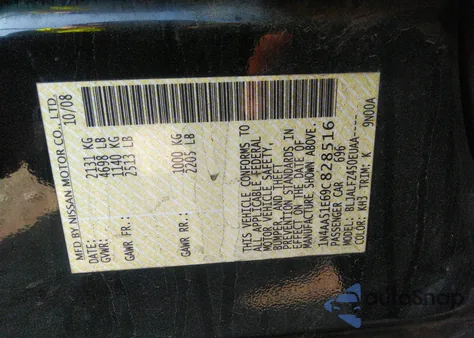 MFD BY NISSAN MOTOR CO., LTD.
DATE: 10/08
GVWR: 2131 KG
4698 LB
GAWR FR: 1140 KG
2513 LB
GAWR RR: 1000 KG
2205 LB
THIS VEHICLE CONFORMS TO
ALL APPLICABLE FEDERAL
MOTOR VEHICLE SAFETY,
BUMPER, AND THEFT
PREVENTION STANDARDS IN
EFFECT ON THE DATE OF
MANUFACTURE SHOWN ABOVE.
1N4AA51E69C828516
PASSENGER CAR 696
MODEL: BLJALFZ450EUAA----
COLOR: WH3 TRIM: K 9N00A
autoSnap